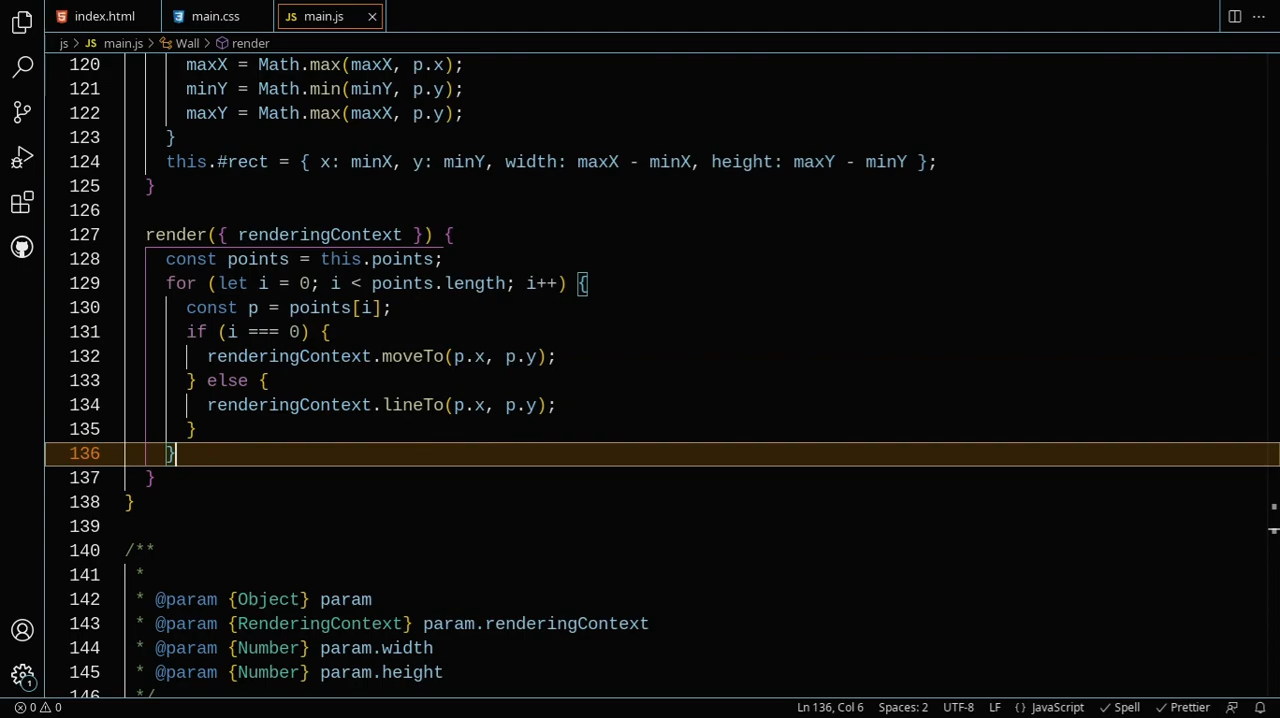 index.html
main.css
JS main.js
js > JS main.js > Wall > render
120 maxX = Math.max(maxX, p.x);
121 minY = Math.min(minY, p.y);
122 maxY = Math.max(maxX, p.y);
123 }
124 this.#rect = { x: minX, y: minY, width: maxX - minX, height: maxY - minY };
125 }
126
127 render({ renderingContext }) {
128 const points = this.points;
129 for (let i = 0; i < points.length; i++) {
130 const p = points[i];
131 if (i === 0) {
132 renderingContext.moveTo(p.x, p.y);
133 } else {
134 renderingContext.lineTo(p.x, p.y);
135 }
136 }
137 }
138 }
139
140 /**
141 *
142 * @param {Object} param
143 * @param {RenderingContext} param.renderingContext
144 * @param {Number} param.width
145 * @param {Number} param.height
146 */
1
0 0 Ln 136, Col 6 Spaces: 2 UTF-8 LF {} JavaScript Spell Prettier